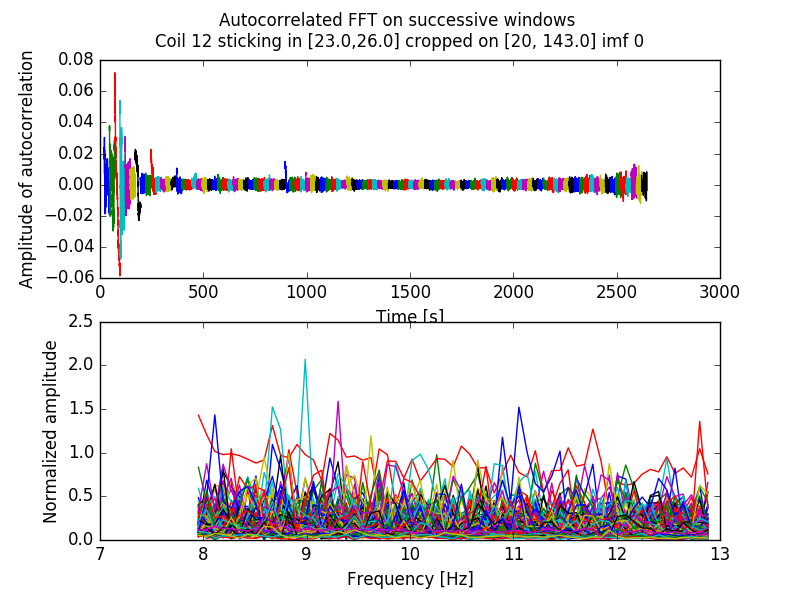 Autocorrelated FFT on successive windows
Coil 12 sticking in [23.0,26.0] cropped on [20, 143.0] imf 0
Amplitude of autocorrelation
0.08
0.06
0.04
0.02
0.00
−0.02
−0.04
−0.06
0 500 1000 1500 2000 2500 3000
Time [s]
Normalized amplitude
2.5
2.0
1.5
1.0
0.5
0.0
7 8 9 10 11 12 13
Frequency [Hz]